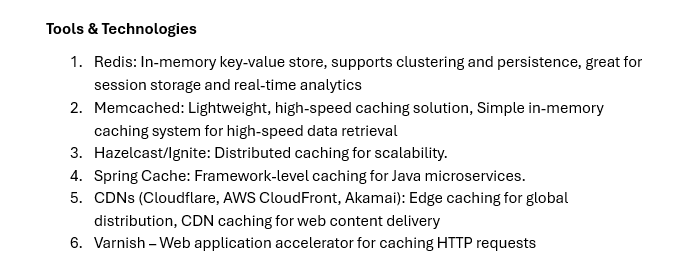 Tools & Technologies
1. Redis: In-memory key-value store, supports clustering and persistence, great for
session storage and real-time analytics
2. Memcached: Lightweight, high-speed caching solution, Simple in-memory
caching system for high-speed data retrieval
3. Hazelcast/Ignite: Distributed caching for scalability.
4. Spring Cache: Framework-level caching for Java microservices.
5. CDNs (Cloudflare, AWS CloudFront, Akamai): Edge caching for global
distribution, CDN caching for web content delivery
6. Varnish – Web application accelerator for caching HTTP requests